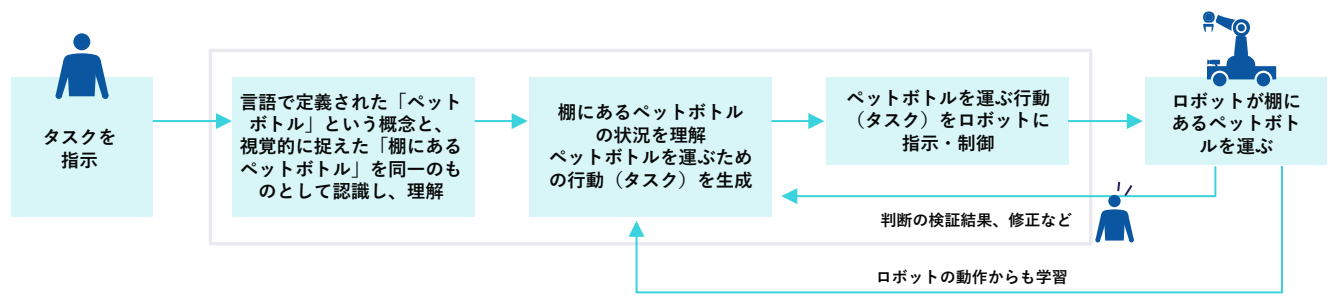 タスクを
指示
言語で定義された「ペット
ボトル」という概念と、
視覚的に捉えた「棚にある
ペットボトル」を同一のも
のとして認識し、理解
棚にあるペットボトル
の状況を理解
ペットボトルを運ぶため
の行動（タスク）を生成
ペットボトルを運ぶ行動
（タスク）をロボットに
指示・制御
ロボットが棚に
あるペットボト
ルを運ぶ
判断の検証結果、修正など
ロボットの動作からも学習